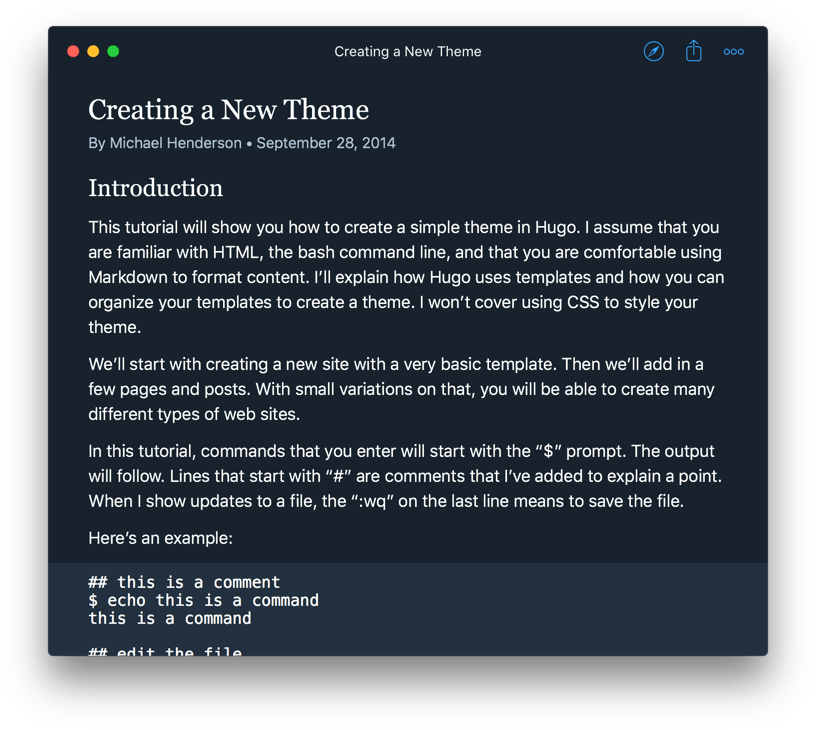 Creating a New Theme
Creating a New Theme
By Michael Henderson • September 28, 2014
Introduction
This tutorial will show you how to create a simple theme in Hugo. I assume that you
are familiar with HTML, the bash command line, and that you are comfortable using
Markdown to format content. I’ll explain how Hugo uses templates and how you can
organize your templates to create a theme. I won’t cover using CSS to style your
theme.
We’ll start with creating a new site with a very basic template. Then we’ll add in a
few pages and posts. With small variations on that, you will be able to create many
different types of web sites.
In this tutorial, commands that you enter will start with the “$” prompt. The output
will follow. Lines that start with “#” are comments that I’ve added to explain a point.
When I show updates to a file, the “:wq” on the last line means to save the file.
Here’s an example:
## this is a comment
$ echo this is a command
this is a command
## edit the file